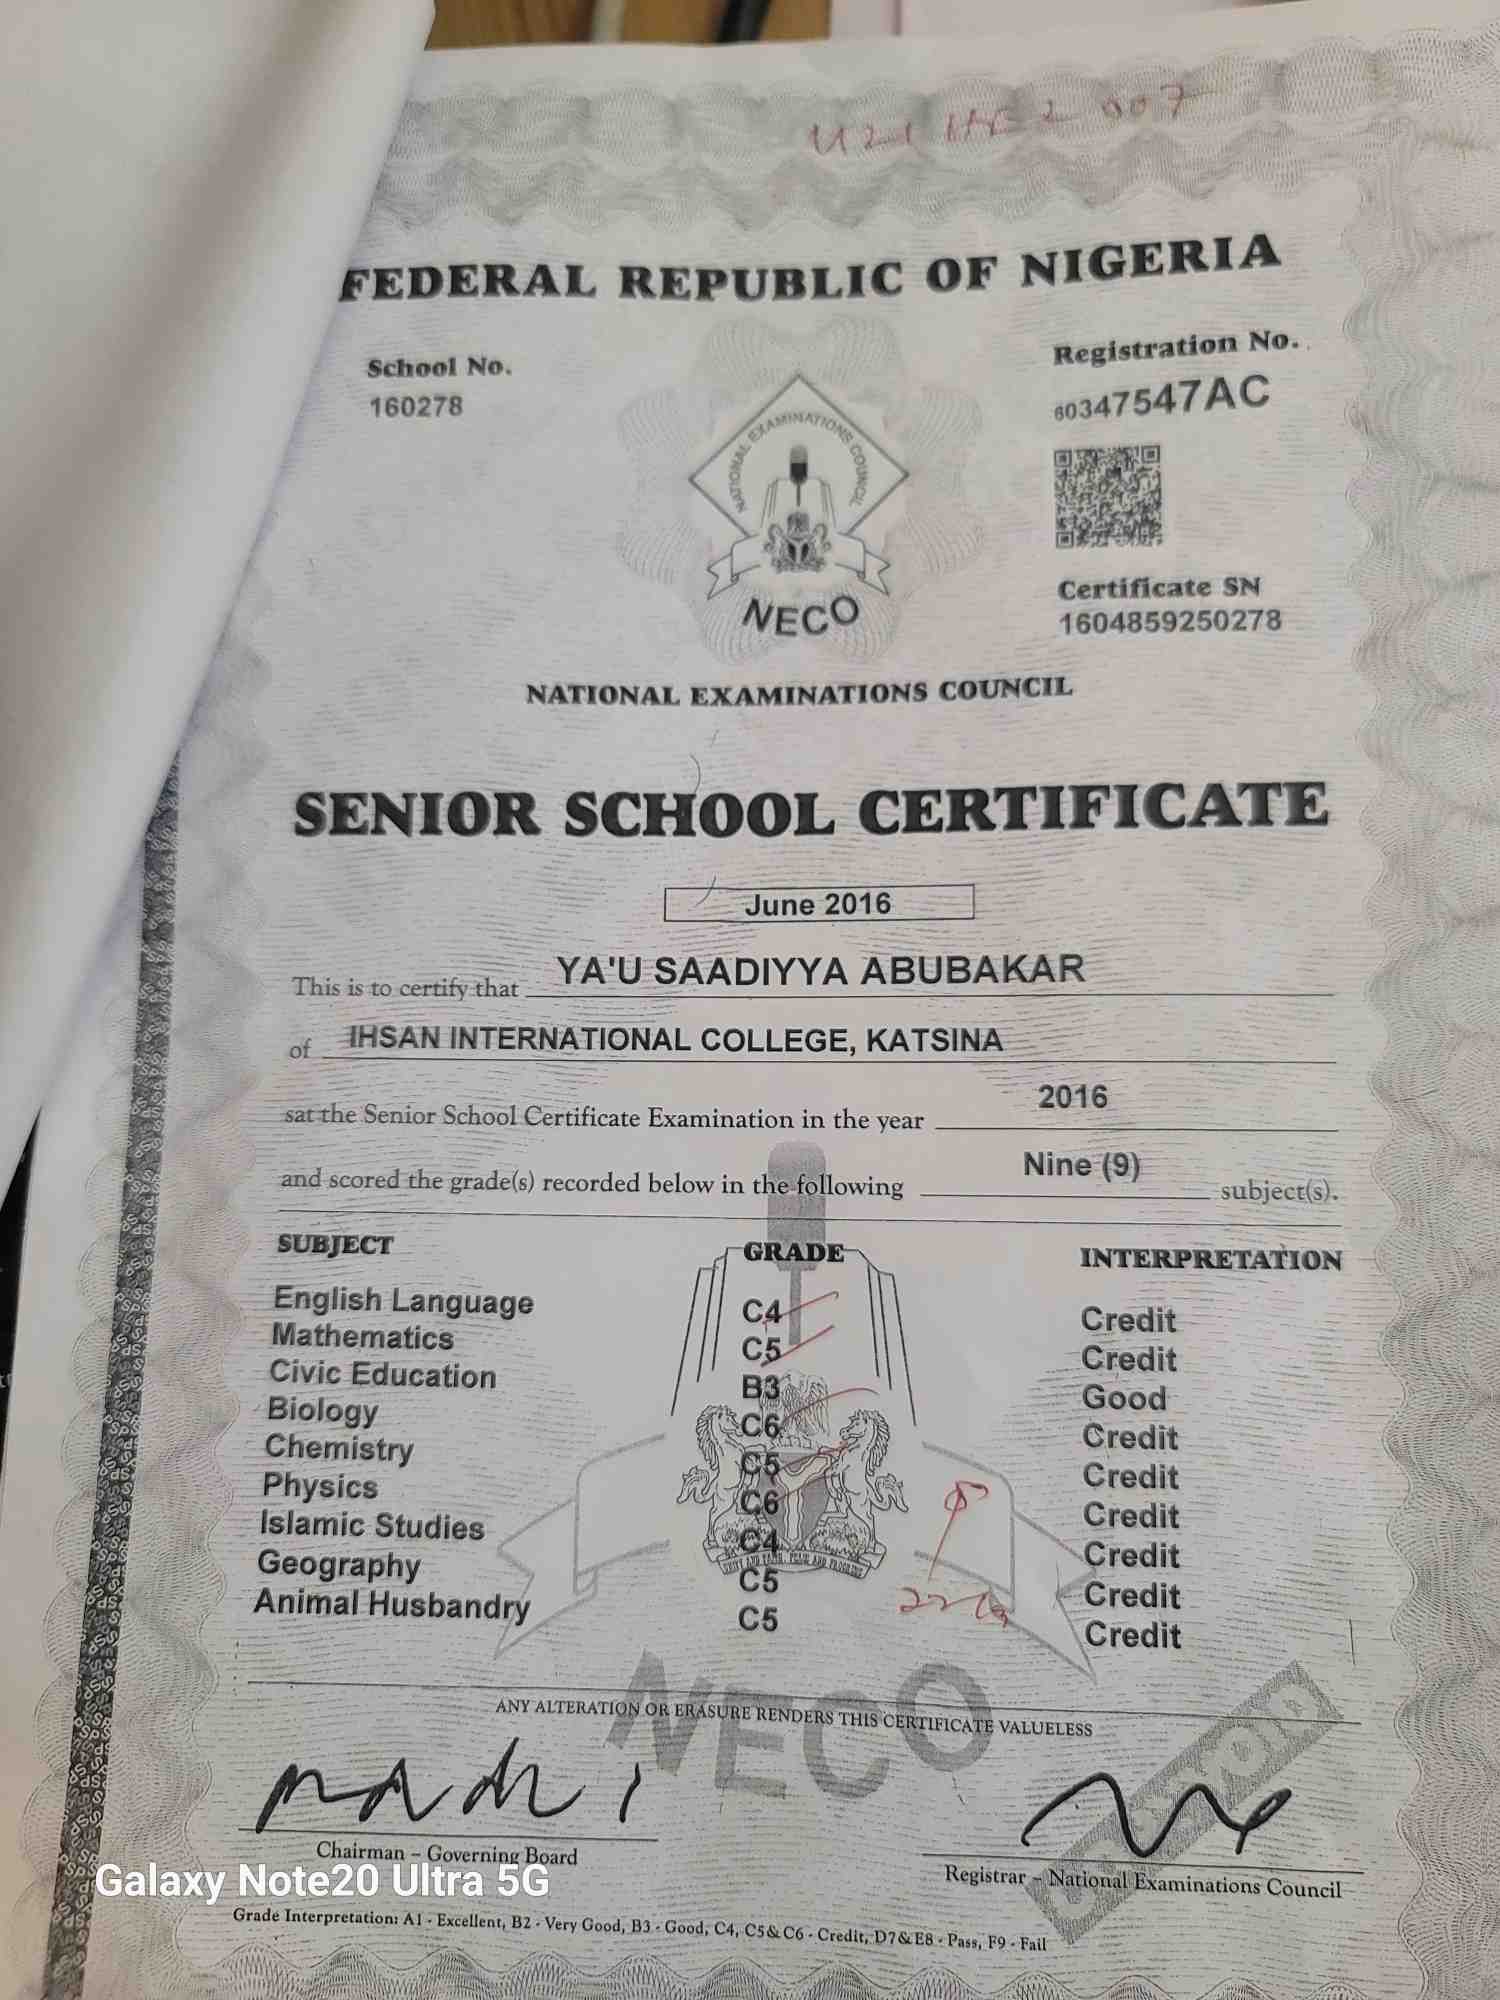 FEDERAL REPUBLIC OF NIGERIA
School No.
160278
Registration No.
60347547AC
NATIONAL EXAMINATIONS COUNCIL
NECO
Certificate SN
1604859250278
NATIONAL EXAMINATIONS COUNCIL
SENIOR SCHOOL CERTIFICATE
June 2016
This is to certify that YA'U SAADIYYA ABUBAKAR
of IHSAN INTERNATIONAL COLLEGE, KATSINA
sat the Senior School Certificate Examination in the year 2016
and scored the grade(s) recorded below in the following Nine (9) subject(s).
SUBJECT GRADE INTERPRETATION
English Language C4 Credit
Mathematics C5 Credit
Civic Education B3 Good
Biology C6 Credit
Chemistry C5 Credit
Physics C6 Credit
Islamic Studies C4 Credit
Geography C5 Credit
Animal Husbandry C5 Credit
NECO
ANY ALTERATION OR ERASURE RENDERS THIS CERTIFICATE VALUELESS
Chairman – Governing Board
Registrar – National Examinations Council
Galaxy Note20 Ultra 5G
Grade Interpretation: A1 - Excellent, B2 - Very Good, B3 - Good, C4, C5 & C6 - Credit, D7 & E8 - Pass, F9 - Fail